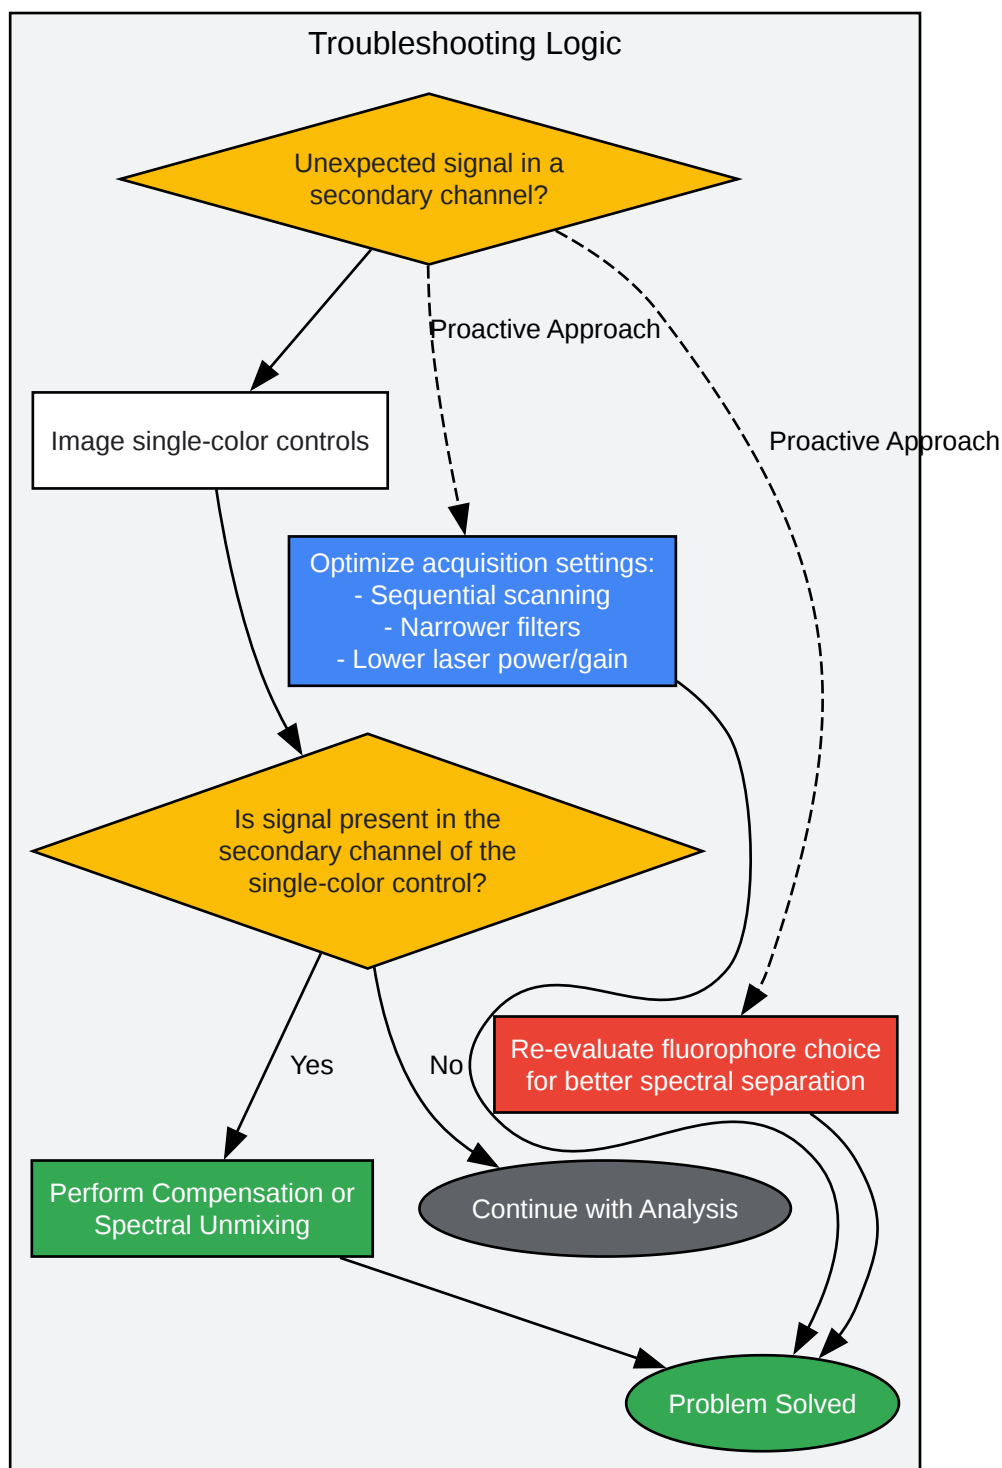 Troubleshooting Logic
Unexpected signal in a
secondary channel?
Proactive Approach
Image single-color controls
Proactive Approach
Optimize acquisition settings:
- Sequential scanning
- Narrower filters
- Lower laser power/gain
Is signal present in the
secondary channel of the
single-color control?
Re-evaluate fluorophore choice
for better spectral separation
Yes
No
Perform Compensation or
Spectral Unmixing
Continue with Analysis
Problem Solved